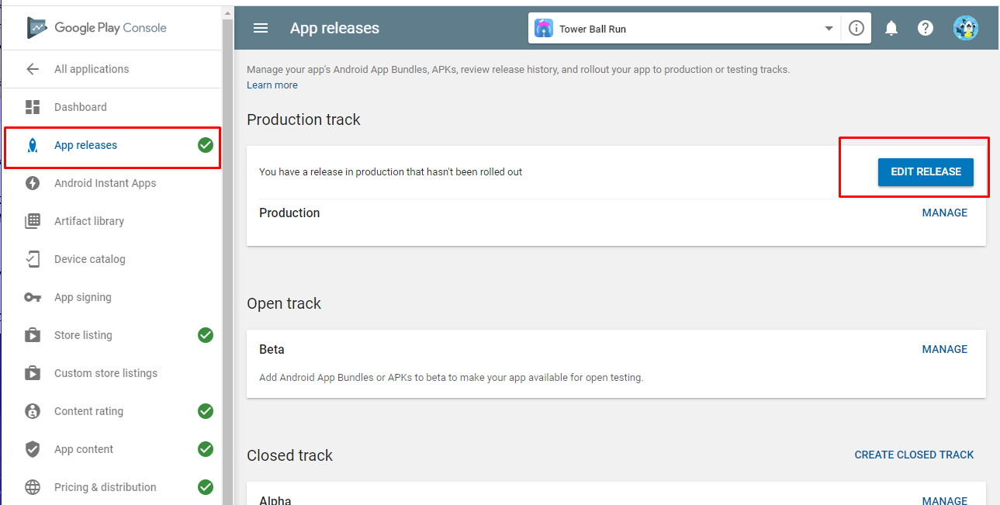 Google Play Console
All applications
Dashboard
App releases
Android Instant Apps
Artifact library
Device catalog
App signing
Store listing
Custom store listings
Content rating
App content
Pricing & distribution
App releases
Tower Ball Run
Manage your app's Android App Bundles, APKs, review release history, and rollout your app to production or testing tracks.
Learn more
Production track
You have a release in production that hasn't been rolled out
EDIT RELEASE
Production
MANAGE
Open track
Beta
MANAGE
Add Android App Bundles or APKs to beta to make your app available for open testing.
Closed track
CREATE CLOSED TRACK
Alpha
MANAGE